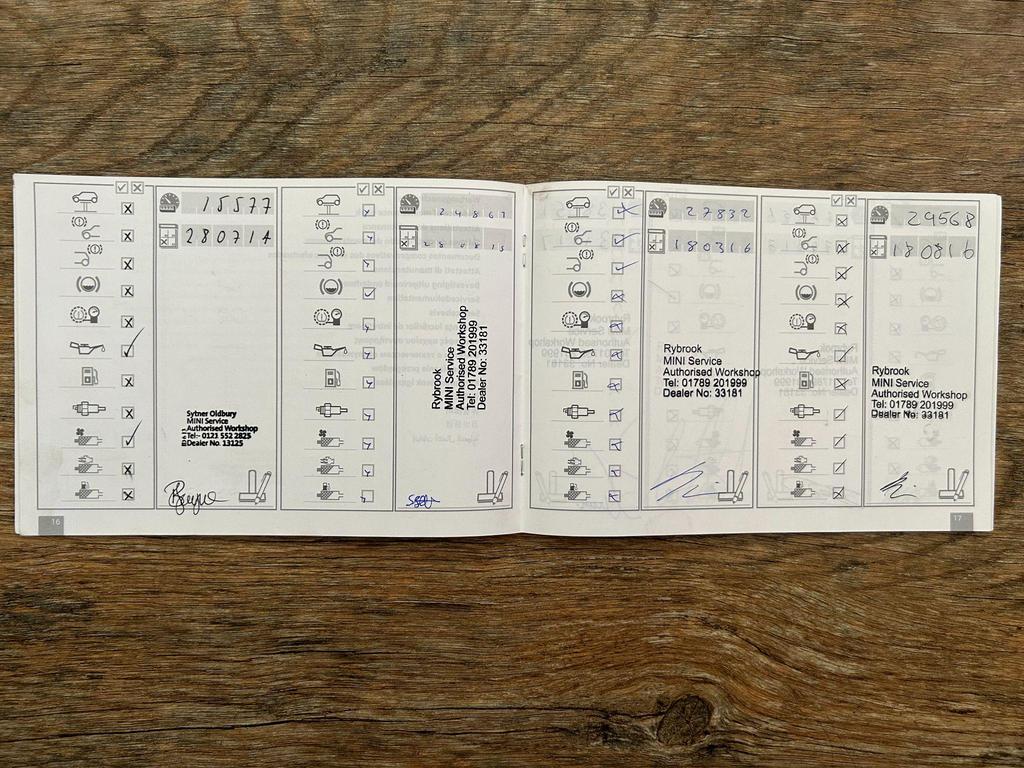 15577
280714
Sytner Oldbury
MINI Service
Authorised Workshop
Tel:- 0121 552 2825
Dealer No. 13125
16
24867
280815
Rybrook
MINI Service
Authorised Workshop
Tel: 01789 201999
Dealer No: 33181
27832
180316
Rybrook
MINI Service
Authorised Workshop
Tel: 01789 201999
Dealer No: 33181
29568
180816
Rybrook
MINI Service
Authorised Workshop
Tel: 01789 201999
Dealer No: 33181
17